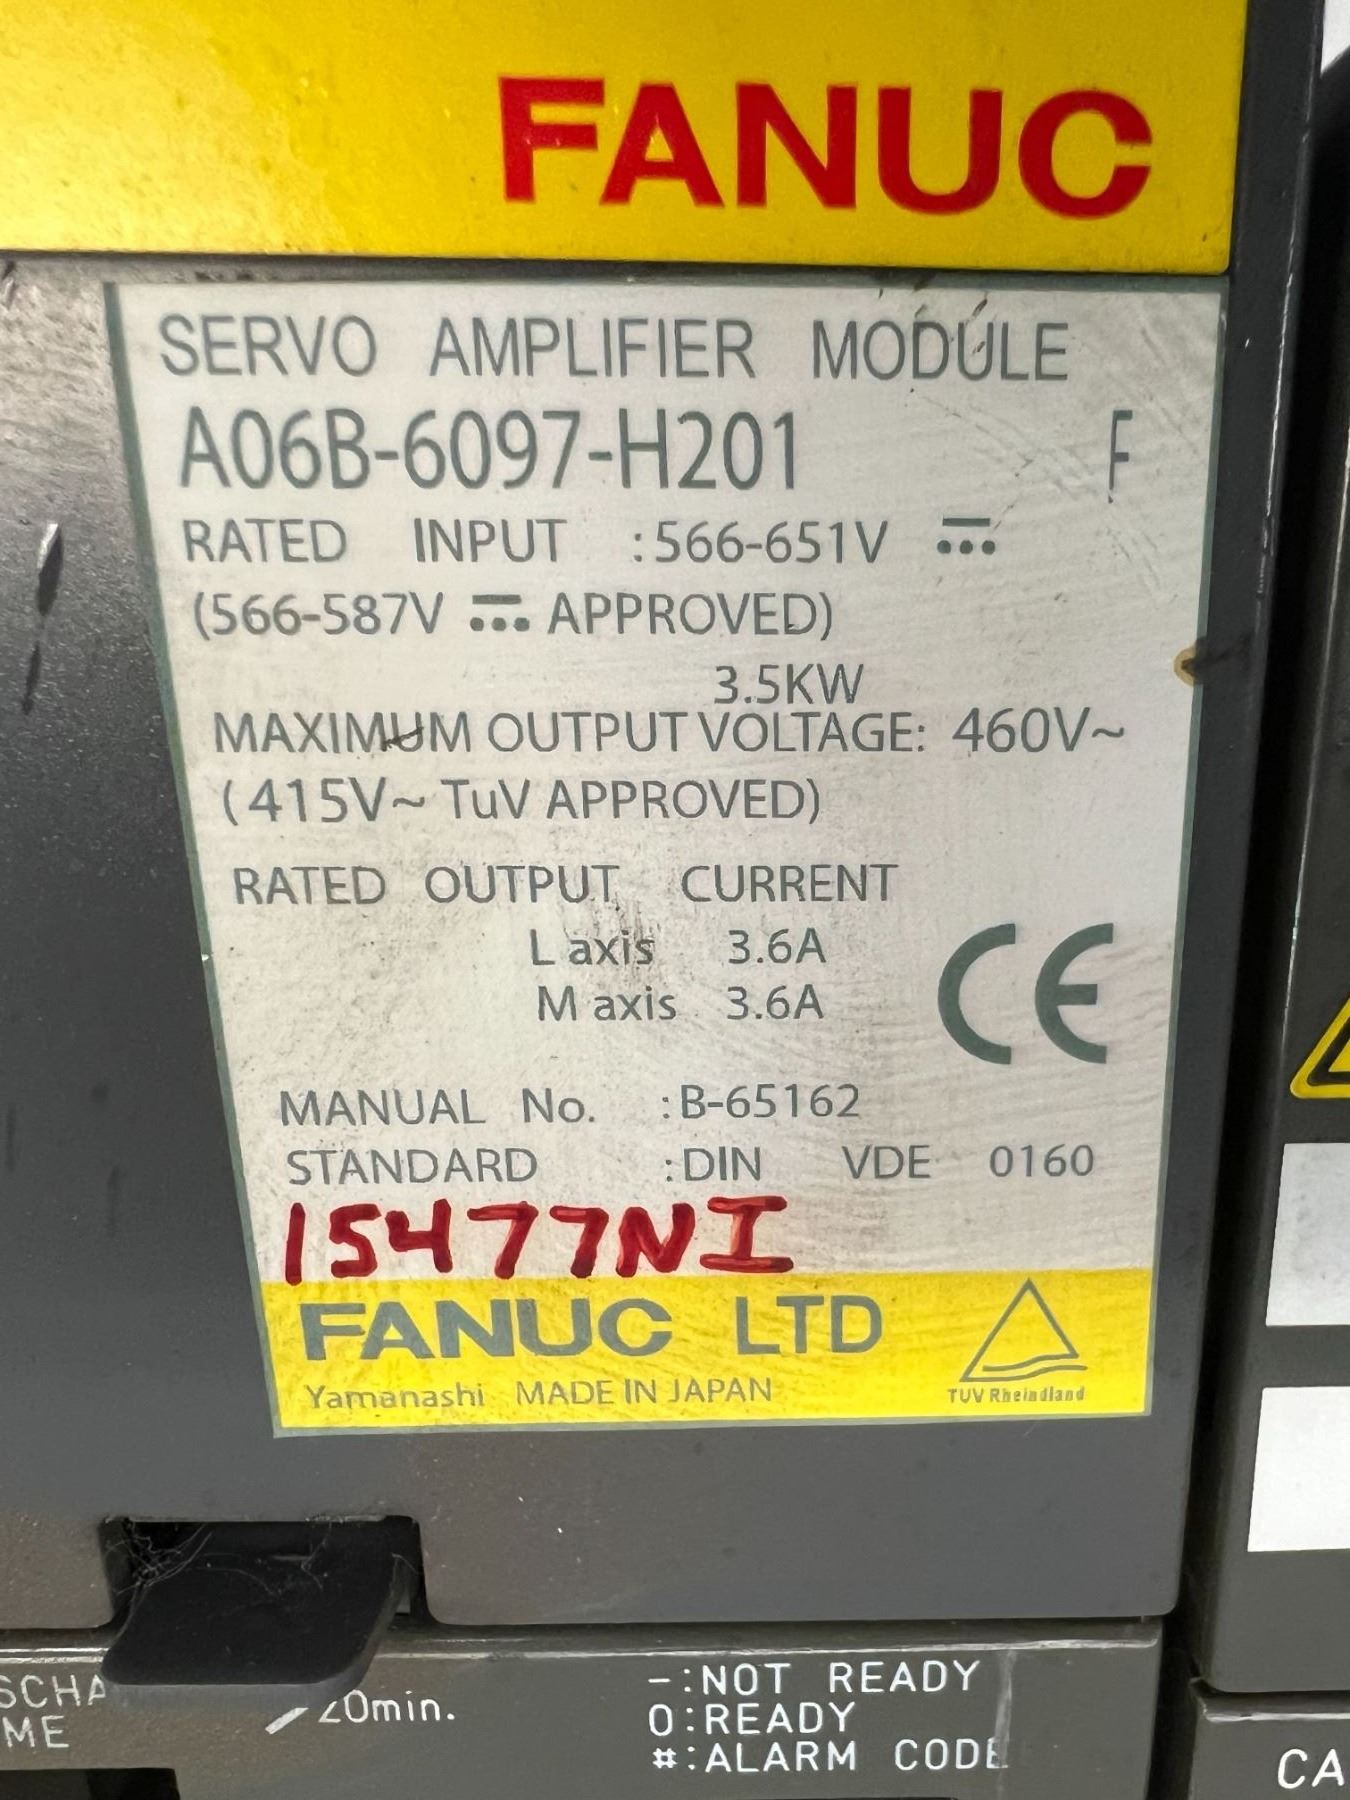 FANUC
SERVO AMPLIFIER MODULE
A06B-6097-H201 F
RATED INPUT :566-651V ⎓
(566-587V ⎓ APPROVED)
3.5KW
MAXIMUM OUTPUT VOLTAGE: 460V~
(415V~ TuV APPROVED)
RATED OUTPUT CURRENT
L axis 3.6A
M axis 3.6A
CE
MANUAL No. :B-65162
STANDARD :DIN VDE 0160
15477NI
FANUC LTD
Yamanashi MADE IN JAPAN
TUV Rheindland
20min.
-:NOT READY
0:READY
#:ALARM CODE